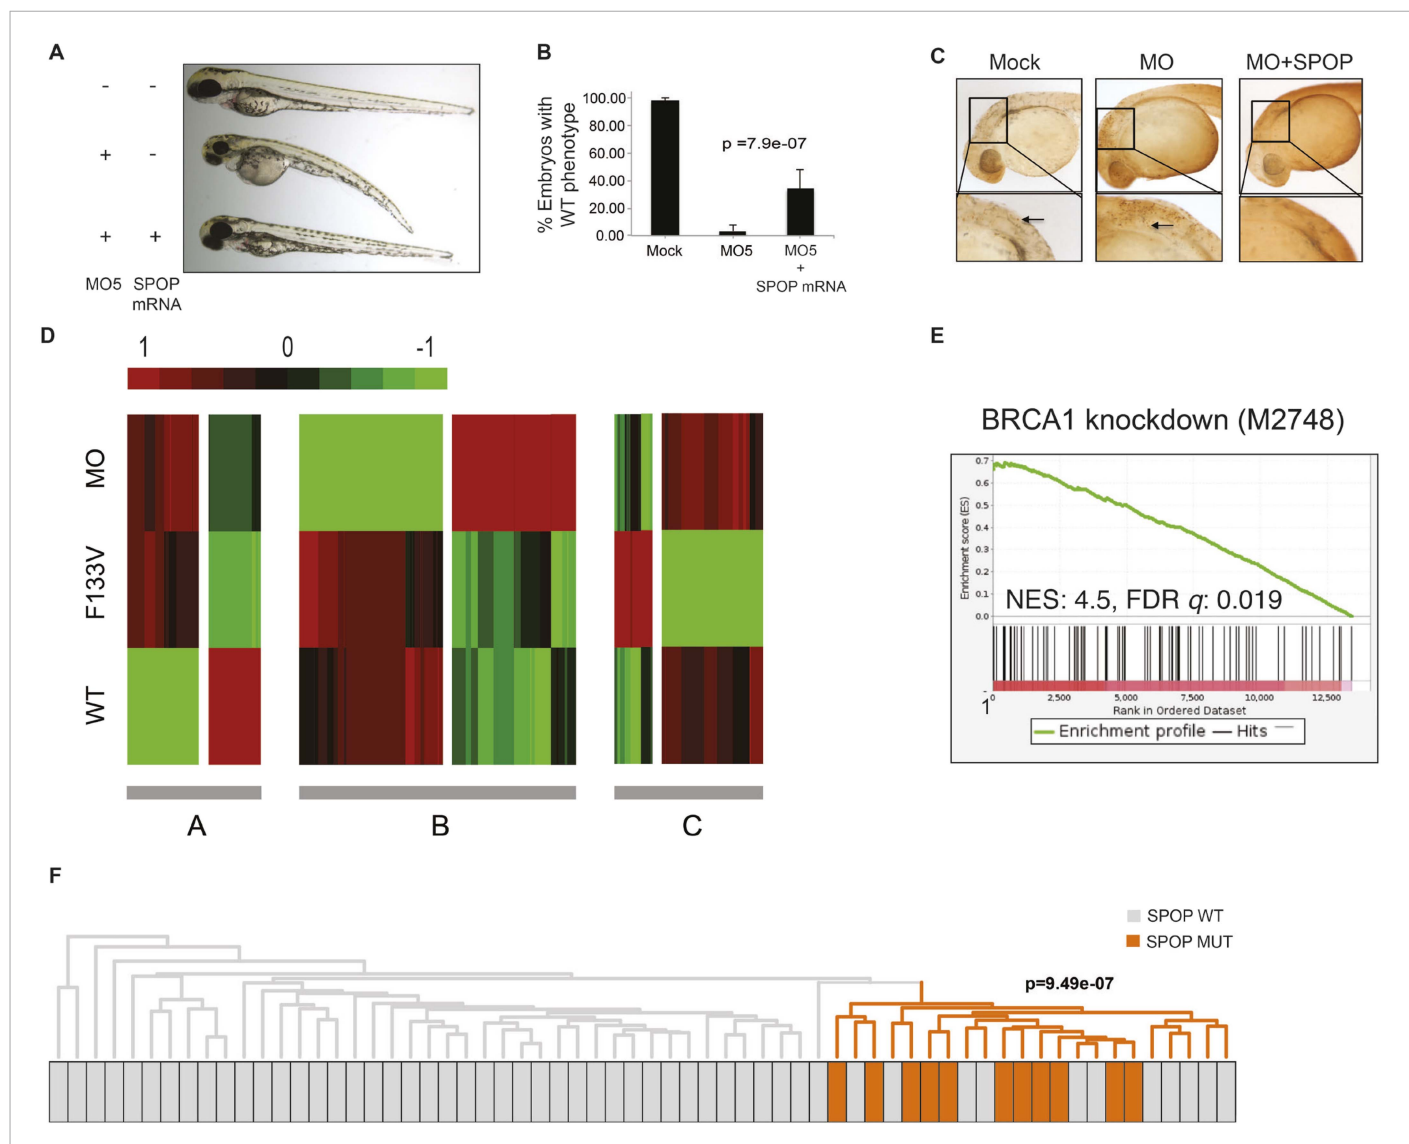 A
- -
+ -
+ +
MO5 SPOP
mRNA
B
% Embryos with
WT phenotype
100.00
80.00
60.00
40.00
20.00
0.00
p =7.9e-07
Mock MO5 MO5
+
SPOP mRNA
C
Mock MO MO+SPOP
D
1 0 -1
MO
F133V
WT
A B C
E
BRCA1 knockdown (M2748)
Enrichment score (ES)
0.7
0.6
0.5
0.4
0.3
0.2
0.1
0.0
NES: 4.5, FDR q: 0.019
-
1
0 2,500 5,000 7,500 10,000 12,500
Rank in Ordered Dataset
Enrichment profile Hits
F
SPOP WT
SPOP MUT
p=9.49e-07